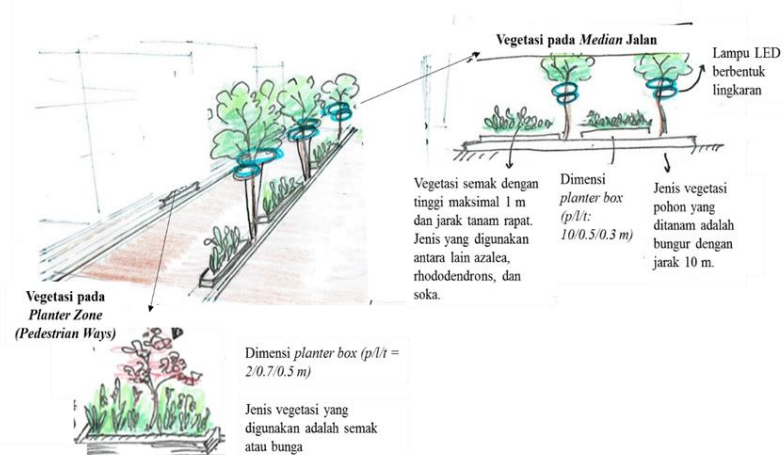 Vegetasi pada Median Jalan
Lampu LED
berbentuk
lingkaran
Vegetasi semak dengan
tinggi maksimal 1 m
dan jarak tanam rapat.
Jenis yang digunakan
antara lain azalea,
rhododendrons, dan
soka.
Dimensi
planter box
(p/l/t:
10/0.5/0.3 m)
Jenis vegetasi
pohon yang
ditanam adalah
bungur dengan
jarak 10 m.
Vegetasi pada
Planter Zone
(Pedestrian Ways)
Dimensi planter box (p/l/t =
2/0.7/0.5 m)
Jenis vegetasi yang
digunakan adalah semak
atau bunga